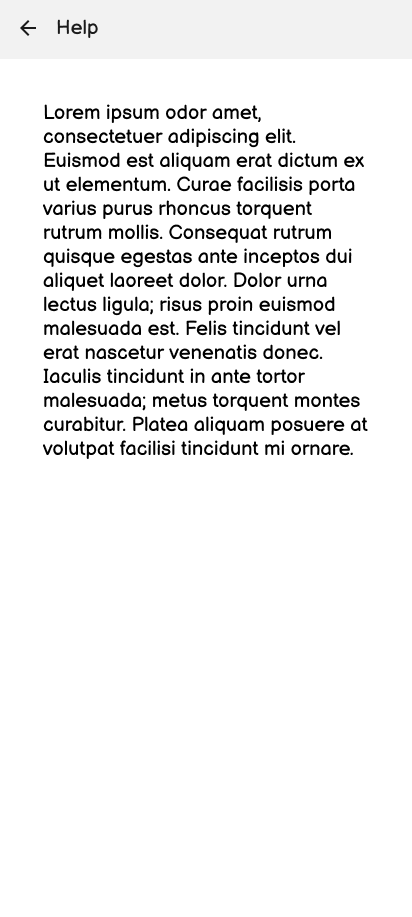 Help
Lorem ipsum odor amet,
consectetuer adipiscing elit.
Euismod est aliquam erat dictum ex
ut elementum. Curae facilisis porta
varius purus rhoncus torquent
rutrum mollis. Consequat rutrum
quisque egestas ante inceptos dui
aliquet laoreet dolor. Dolor urna
lectus ligula; risus proin euismod
malesuada est. Felis tincidunt vel
erat nascetur venenatis donec.
Iaculis tincidunt in ante tortor
malesuada; metus torquent montes
curabitur. Platea aliquam posuere at
volutpat facilisi tincidunt mi ornare.